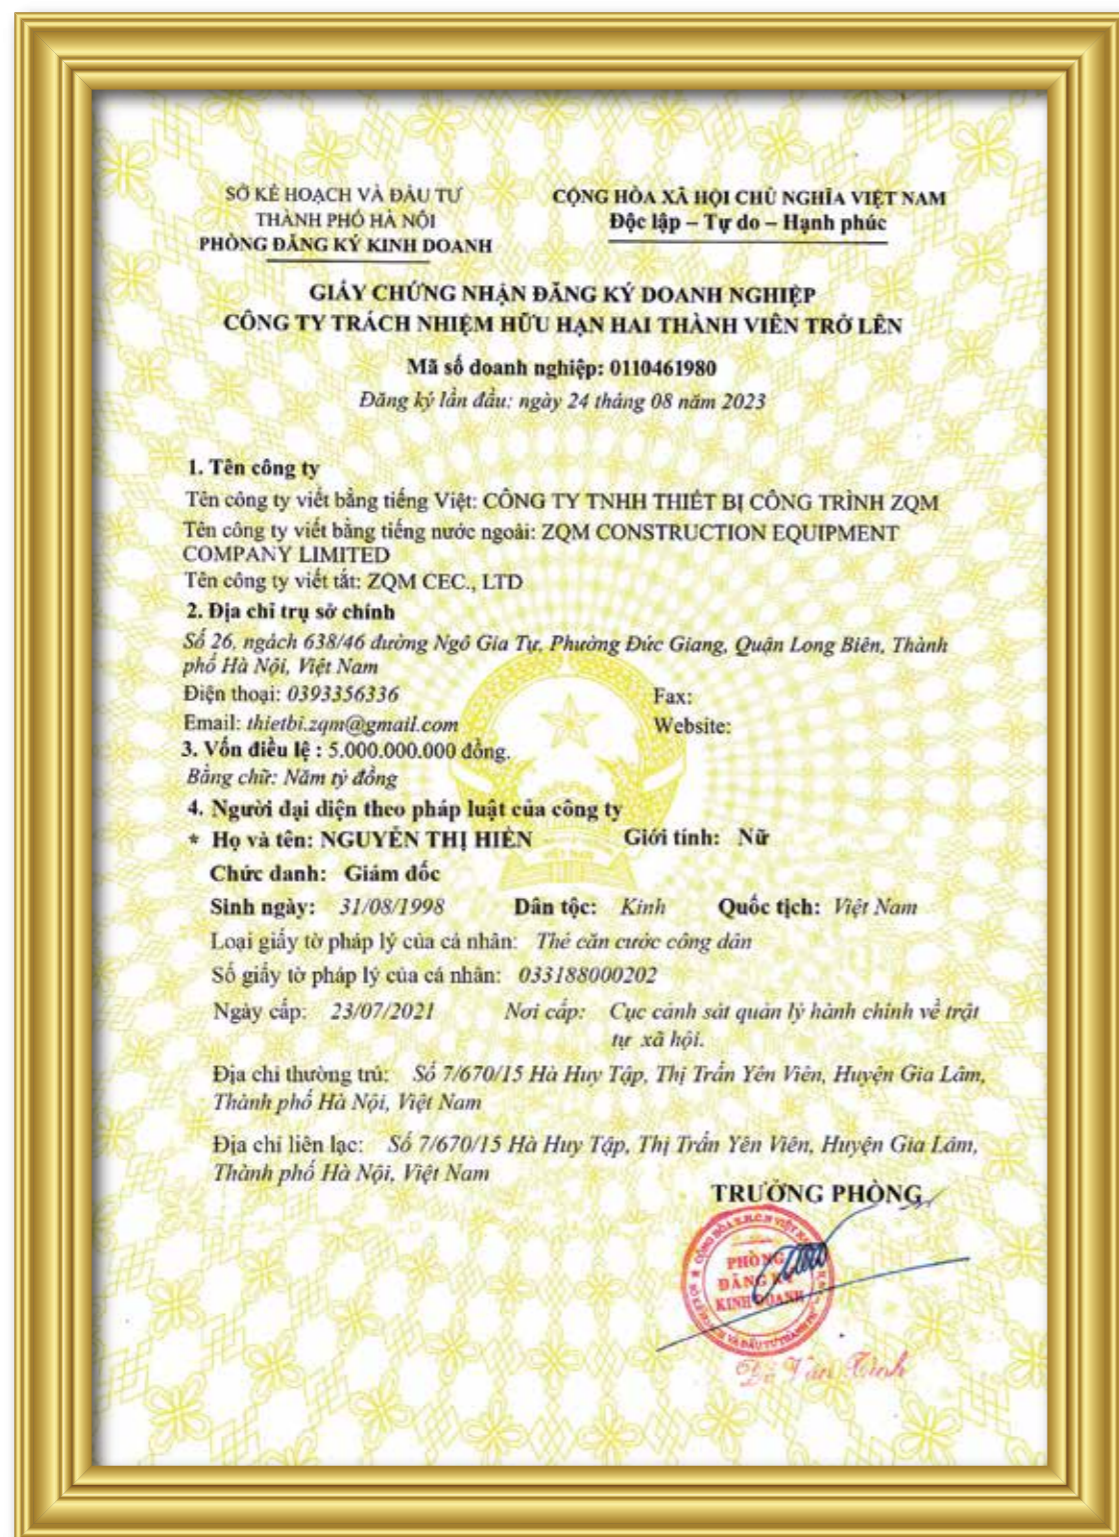 SỞ KẾ HOẠCH VÀ ĐẦU TƯ
THÀNH PHỐ HÀ NỘI
PHÒNG ĐĂNG KÝ KINH DOANH
CỘNG HÒA XÃ HỘI CHỦ NGHĨA VIỆT NAM
Độc lập – Tự do – Hạnh phúc
GIẤY CHỨNG NHẬN ĐĂNG KÝ DOANH NGHIỆP
CÔNG TY TRÁCH NHIỆM HỮU HẠN HAI THÀNH VIÊN TRỞ LÊN
Mã số doanh nghiệp: 0110461980
Đăng ký lần đầu: ngày 24 tháng 08 năm 2023
1. Tên công ty
Tên công ty viết bằng tiếng Việt: CÔNG TY TNHH THIẾT BỊ CÔNG TRÌNH ZQM
Tên công ty viết bằng tiếng nước ngoài: ZQM CONSTRUCTION EQUIPMENT
COMPANY LIMITED
Tên công ty viết tắt: ZQM CEC., LTD
2. Địa chỉ trụ sở chính
Số 26, ngách 638/46 đường Ngô Gia Tự, Phường Đức Giang, Quận Long Biên, Thành
phố Hà Nội, Việt Nam
Điện thoại: 0393356336 Fax:
Email: thietbi.zqm@gmail.com Website:
3. Vốn điều lệ : 5.000.000.000 đồng.
Bằng chữ: Năm tỷ đồng
4. Người đại diện theo pháp luật của công ty
* Họ và tên: NGUYỄN THỊ HIỀN Giới tính: Nữ
Chức danh: Giám đốc
Sinh ngày: 31/08/1998 Dân tộc: Kinh Quốc tịch: Việt Nam
Loại giấy tờ pháp lý của cá nhân: Thẻ căn cước công dân
Số giấy tờ pháp lý của cá nhân: 033188000202
Ngày cấp: 23/07/2021 Nơi cấp: Cục cảnh sát quản lý hành chính về trật
tự xã hội.
Địa chỉ thường trú: Số 7/670/15 Hà Huy Tập, Thị Trấn Yên Viên, Huyện Gia Lâm,
Thành phố Hà Nội, Việt Nam
Địa chỉ liên lạc: Số 7/670/15 Hà Huy Tập, Thị Trấn Yên Viên, Huyện Gia Lâm,
Thành phố Hà Nội, Việt Nam
TRƯỞNG PHÒNG
PHÒNG
ĐĂNG KÝ
KINH DOANH